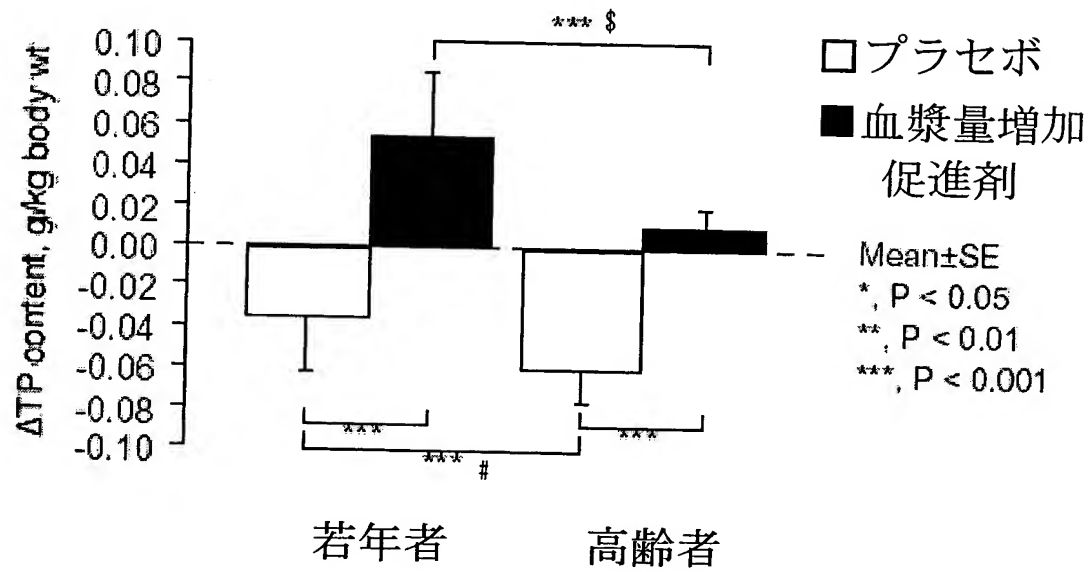 *** $
ΔTP content, g/kg body wt
0.10
0.08
0.06
0.04
0.02
0.00
-0.02
-0.04
-0.06
-0.08
-0.10
***
***
*** #
若年者
高齢者
プラセボ
血漿量増加
促進剤
Mean±SE
*, P < 0.05
**, P < 0.01
***, P < 0.001